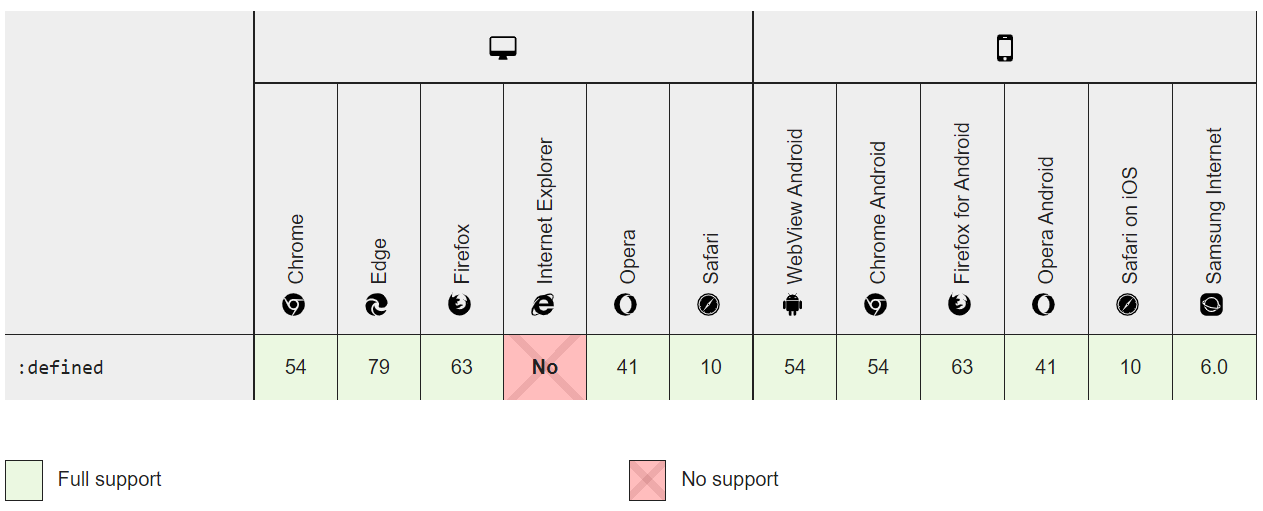 Chrome
Edge
Firefox
Internet Explorer
Opera
Safari
WebView Android
Chrome Android
Firefox for Android
Opera Android
Safari on iOS
Samsung Internet
:defined 54 79 63 No 41 10 54 54 63 41 10 6.0
Full support No support